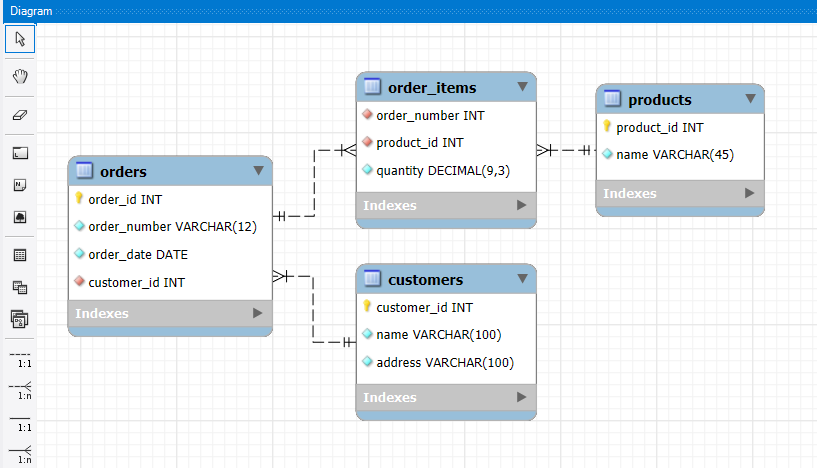 Diagram
order_items
order_number INT
product_id INT
quantity DECIMAL(9,3)
Indexes
products
product_id INT
name VARCHAR(45)
Indexes
orders
order_id INT
order_number VARCHAR(12)
order_date DATE
customer_id INT
Indexes
customers
customer_id INT
name VARCHAR(100)
address VARCHAR(100)
Indexes
1:1
1:n
1:1
1:n